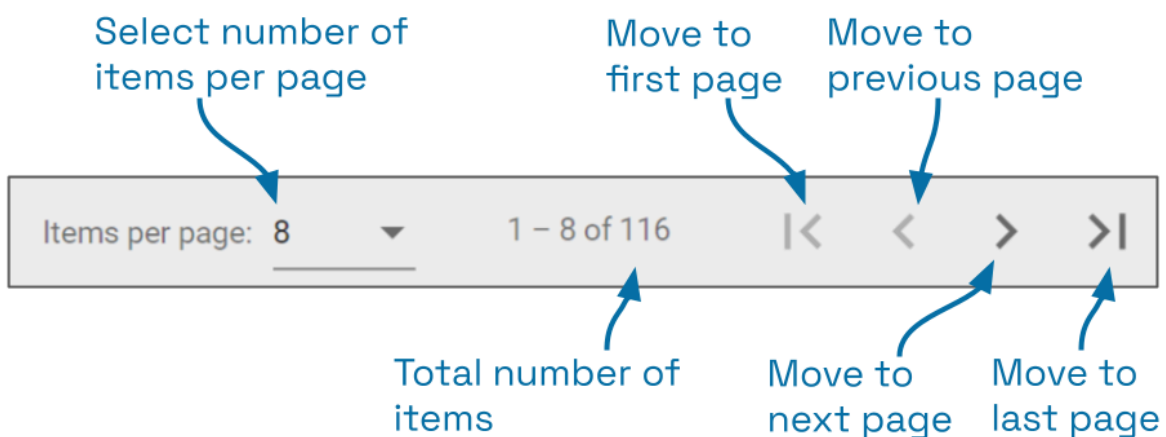 Select number of
items per page
Move to
first page
Move to
previous page
Items per page: 8
1 – 8 of 116
Total number of
items
Move to
next page
Move to
last page